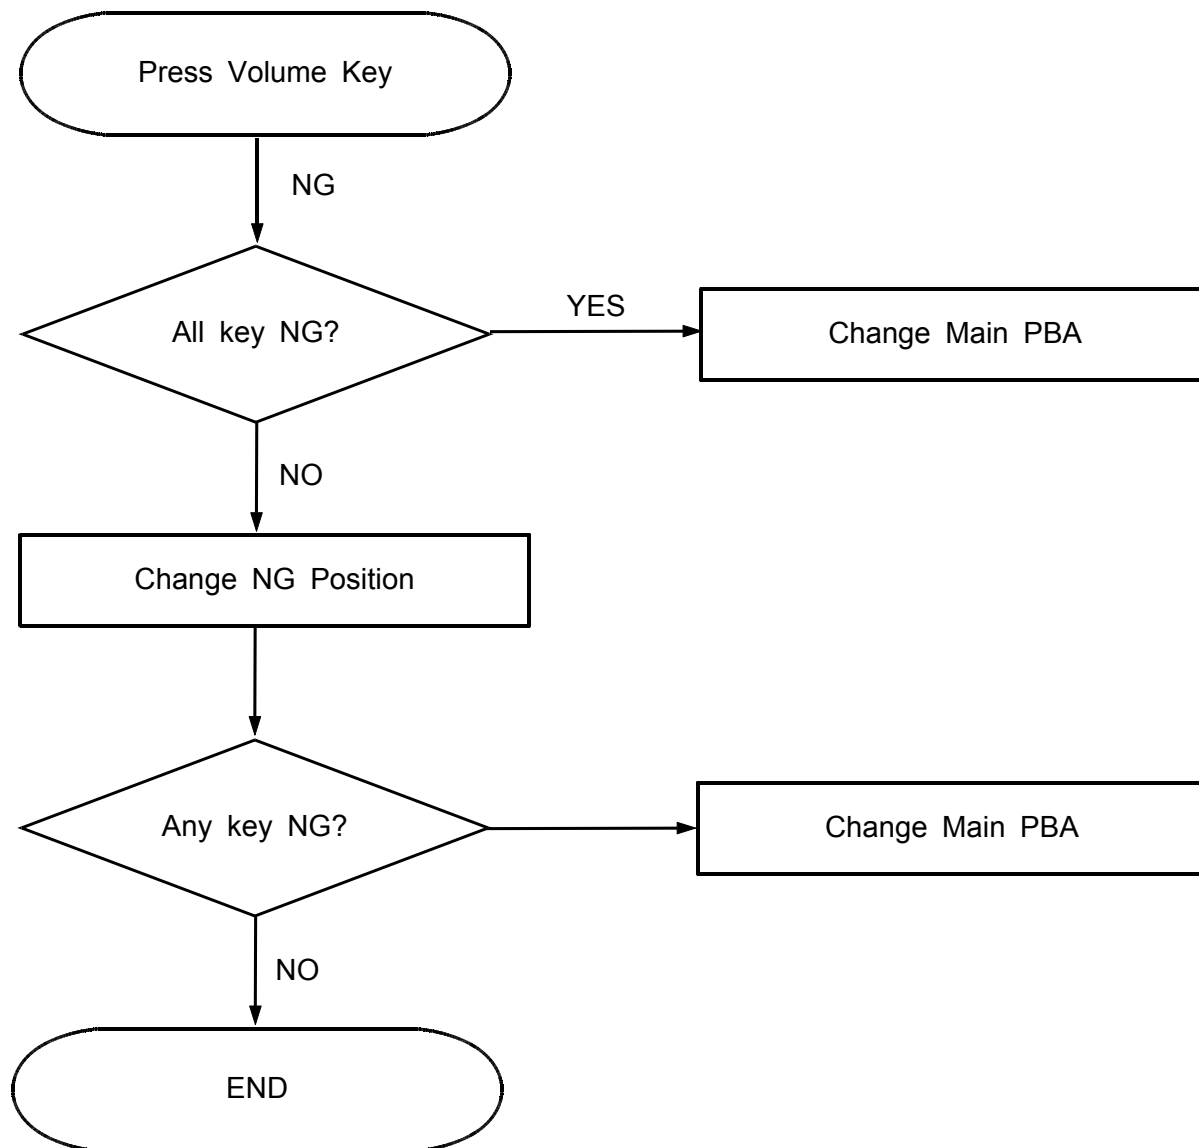 Press Volume Key
NG
All key NG?
YES
Change Main PBA
NO
Change NG Position
Any key NG?
Change Main PBA
NO
END